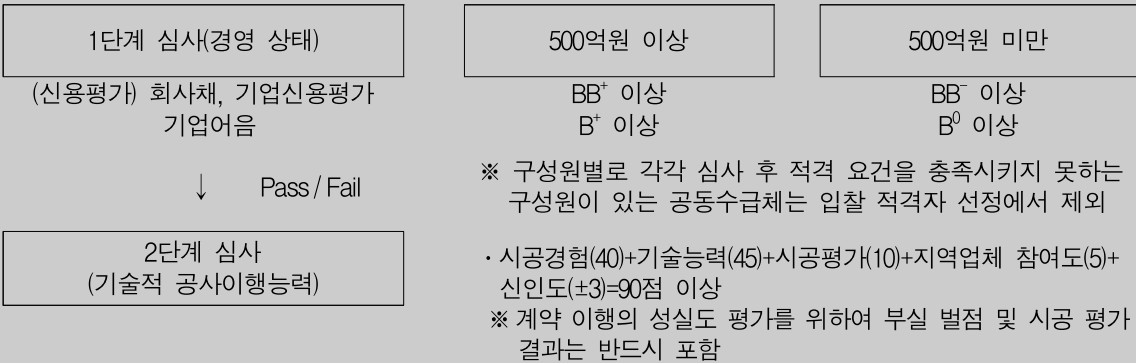 1단계 심사(경영 상태)
500억원 이상
500억원 미만
(신용평가) 회사채, 기업신용평가
기업어음
BB⁺ 이상
B⁺ 이상
BB⁻ 이상
B⁰ 이상
↓ Pass / Fail
※ 구성원별로 각각 심사 후 적격 요건을 충족시키지 못하는
구성원이 있는 공동수급체는 입찰 적격자 선정에서 제외
2단계 심사
(기술적 공사이행능력)
· 시공경험(40)+기술능력(45)+시공평가(10)+지역업체 참여도(5)+
신인도(±3)=90점 이상
※ 계약 이행의 성실도 평가를 위하여 부실 벌점 및 시공 평가
결과는 반드시 포함